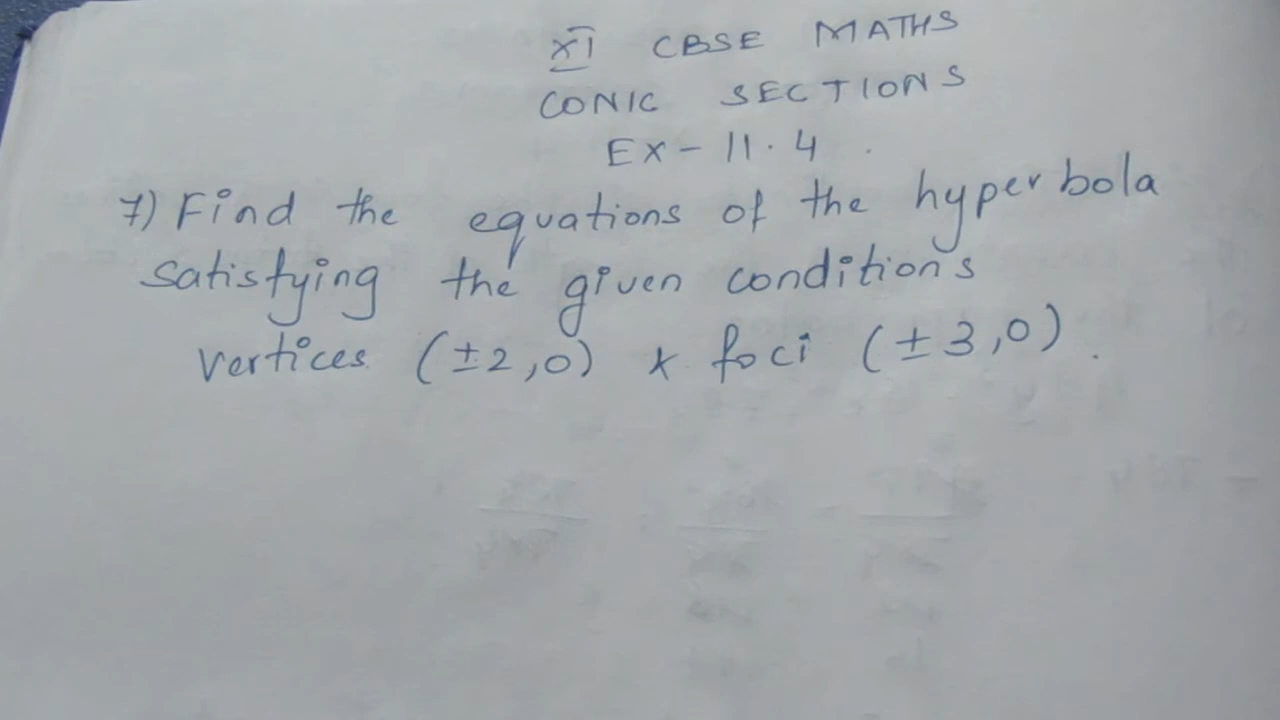 XI CBSE MATHS
CONIC SECTIONS
EX - 11.4
7) Find the equations of the hyperbola
satisfying the given conditions
vertices (±2,0) & foci (±3,0).